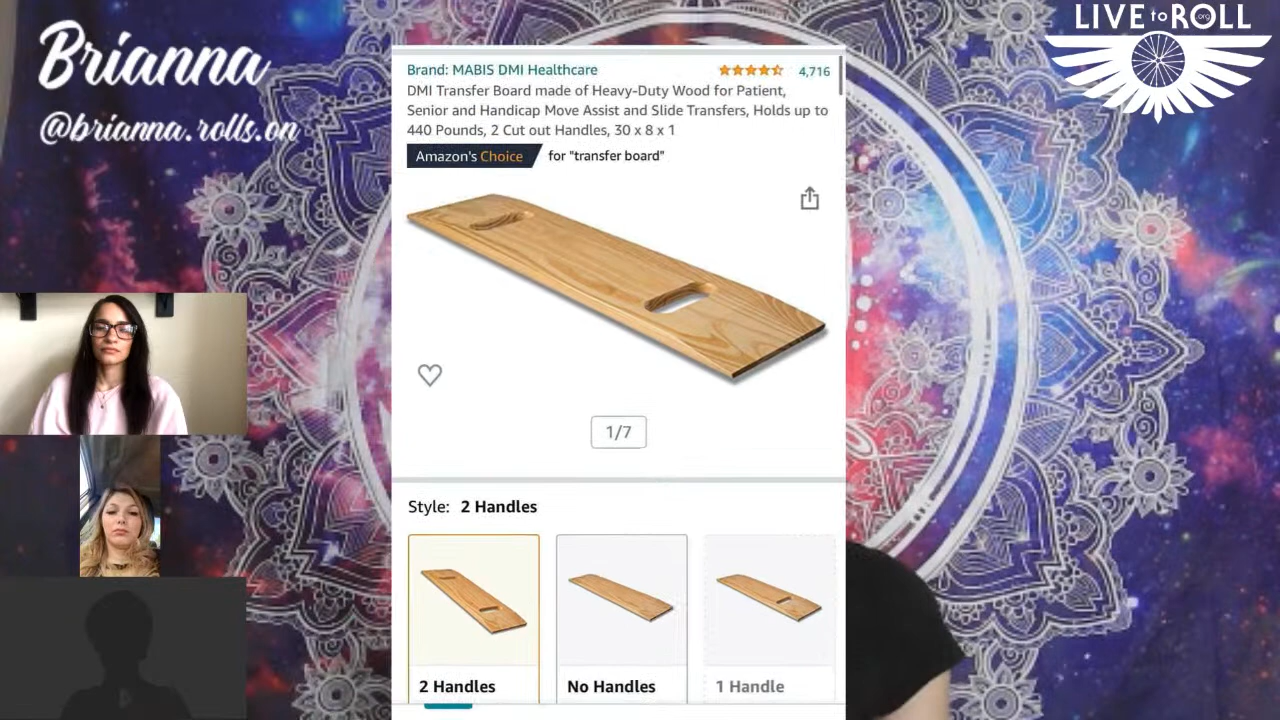 Brianna
@brianna.rolls.on
LIVE to ROLL
.org
Brand: MABIS DMI Healthcare
4,716
DMI Transfer Board made of Heavy-Duty Wood for Patient,
Senior and Handicap Move Assist and Slide Transfers, Holds up to
440 Pounds, 2 Cut out Handles, 30 x 8 x 1
Amazon's Choice for "transfer board"
1/7
Style: 2 Handles
2 Handles
No Handles
1 Handle